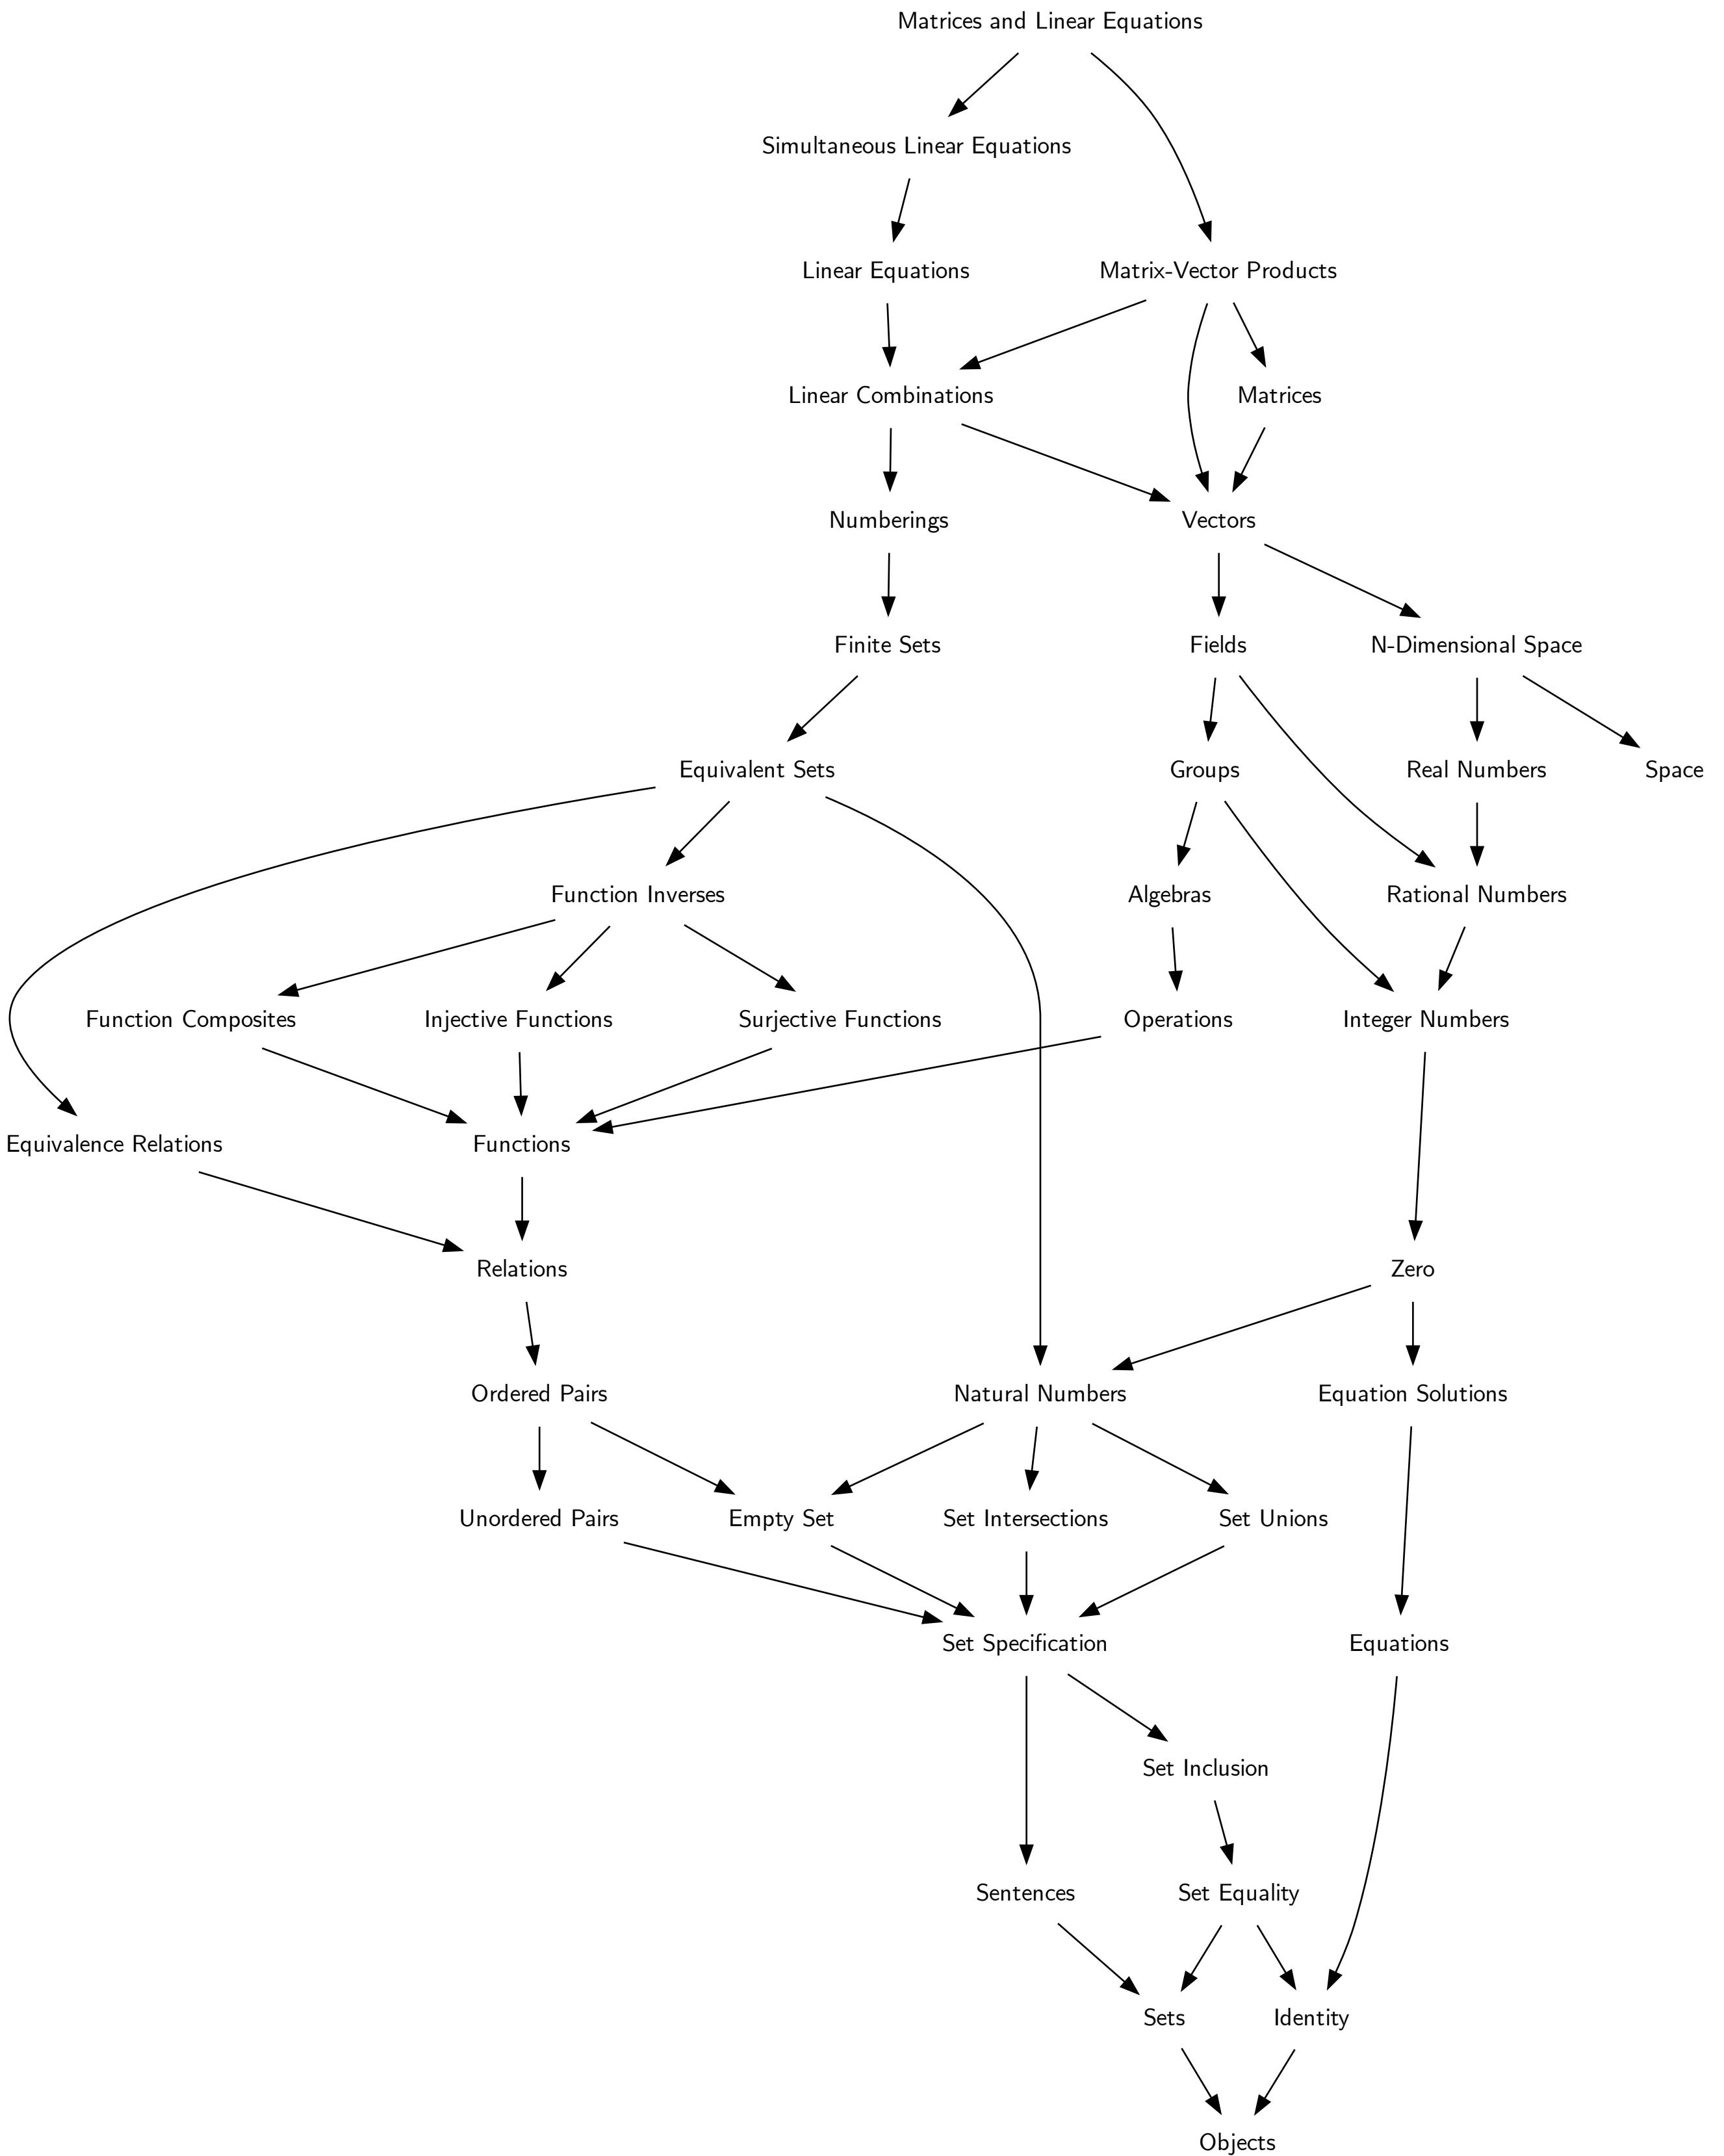 Matrices and Linear Equations
Simultaneous Linear Equations
Linear Equations
Matrix-Vector Products
Linear Combinations
Matrices
Numberings
Vectors
Finite Sets
Fields
N-Dimensional Space
Equivalent Sets
Groups
Real Numbers
Space
Function Inverses
Algebras
Rational Numbers
Function Composites
Injective Functions
Surjective Functions
Operations
Integer Numbers
Equivalence Relations
Functions
Relations
Zero
Ordered Pairs
Natural Numbers
Equation Solutions
Unordered Pairs
Empty Set
Set Intersections
Set Unions
Set Specification
Equations
Set Inclusion
Sentences
Set Equality
Sets
Identity
Objects